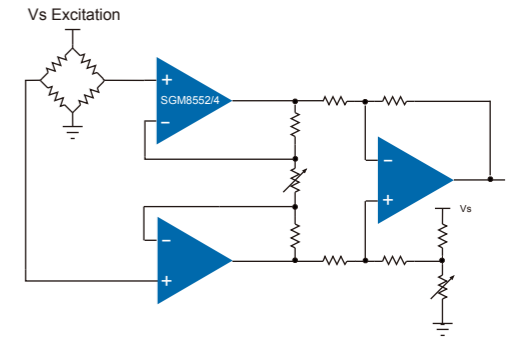 Vs Excitation
+
SGM8552/4
−
−
+
Vs
−
+